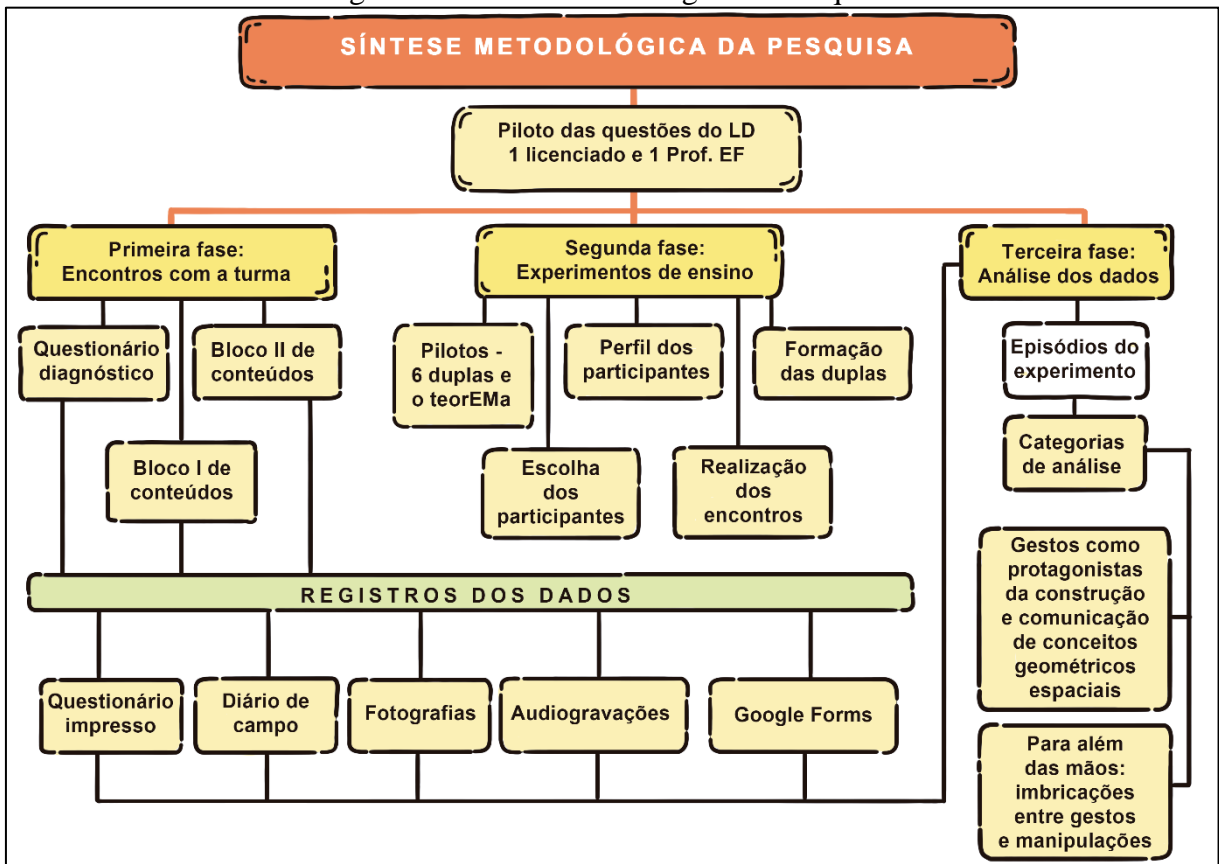 SÍNTESE METODOLÓGICA DA PESQUISA
Piloto das questões do LD
1 licenciado e 1 Prof. EF
Primeira fase:
Encontros com a turma
Segunda fase:
Experimentos de ensino
Terceira fase:
Análise dos dados
Questionário
diagnóstico
Bloco II de
conteúdos
Bloco I de
conteúdos
Pilotos -
6 duplas e
o teorEMa
Perfil dos
participantes
Formação
das duplas
Escolha
dos
participantes
Realização
dos
encontros
Episódios do
experimento
Categorias
de análise
Gestos como
protagonistas
da construção
e comunicação
de conceitos
geométricos
espaciais
Para além
das mãos:
imbricações
entre gestos
e manipulações
REGISTROS DOS DADOS
Questionário
impresso
Diário de
campo
Fotografias
Audiogravações
Google Forms